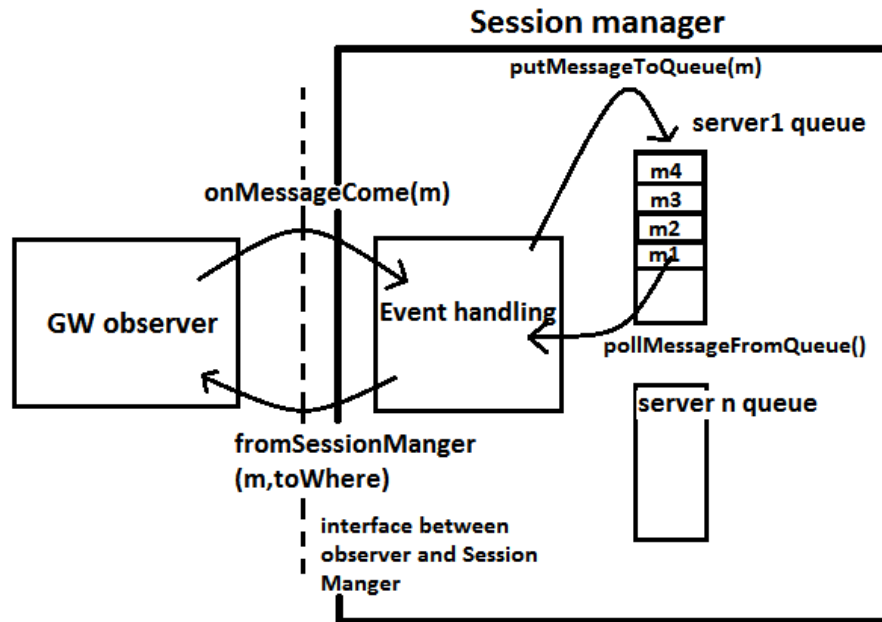 Session manager
putMessageToQueue(m)
server1 queue
m4
m3
m2
m1
onMessageCome(m)
GW observer
Event handling
pollMessageFromQueue()
server n queue
fromSessionManger
(m,toWhere)
interface between
observer and Session
Manger